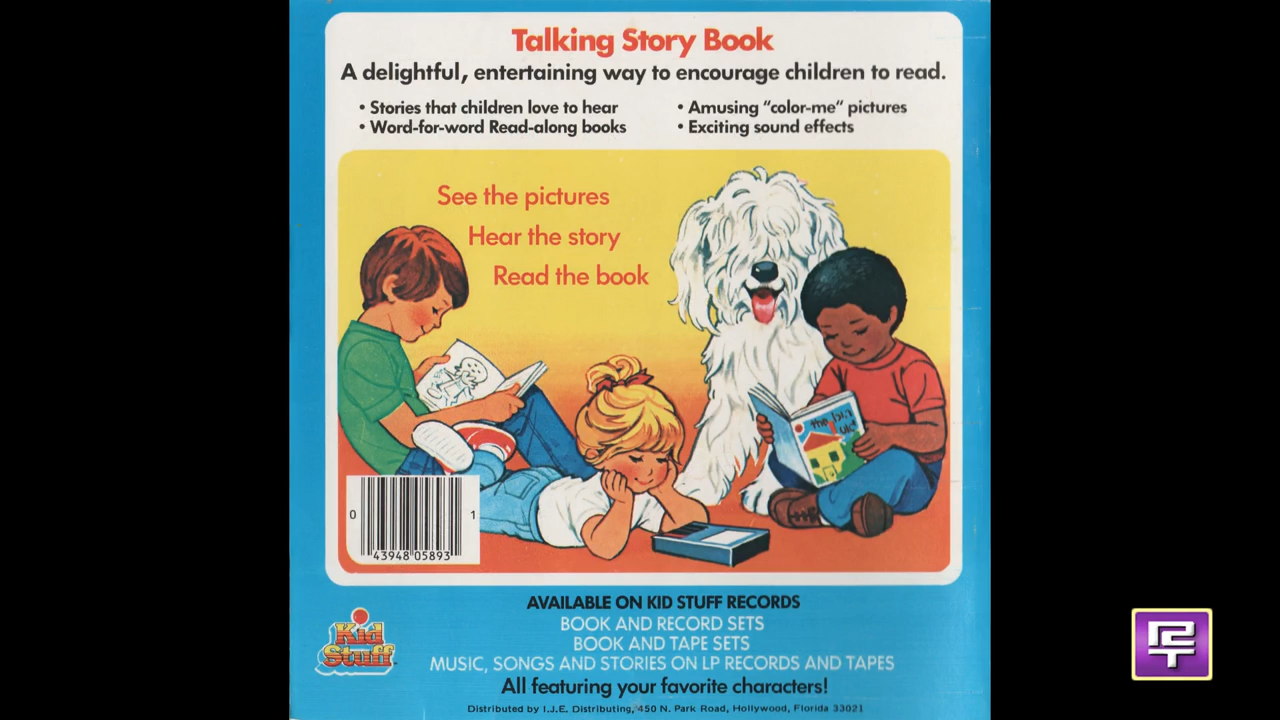 Talking Story Book
A delightful, entertaining way to encourage children to read.
• Stories that children love to hear
• Word-for-word Read-along books
• Amusing "color-me" pictures
• Exciting sound effects
See the pictures
Hear the story
Read the book
0 43948 05893 1
AVAILABLE ON KID STUFF RECORDS
BOOK AND RECORD SETS
BOOK AND TAPE SETS
MUSIC, SONGS AND STORIES ON LP RECORDS AND TAPES
All featuring your favorite characters!
Distributed by I.J.E. Distributing, 450 N. Park Road, Hollywood, Florida 33021
Kid
Stuff